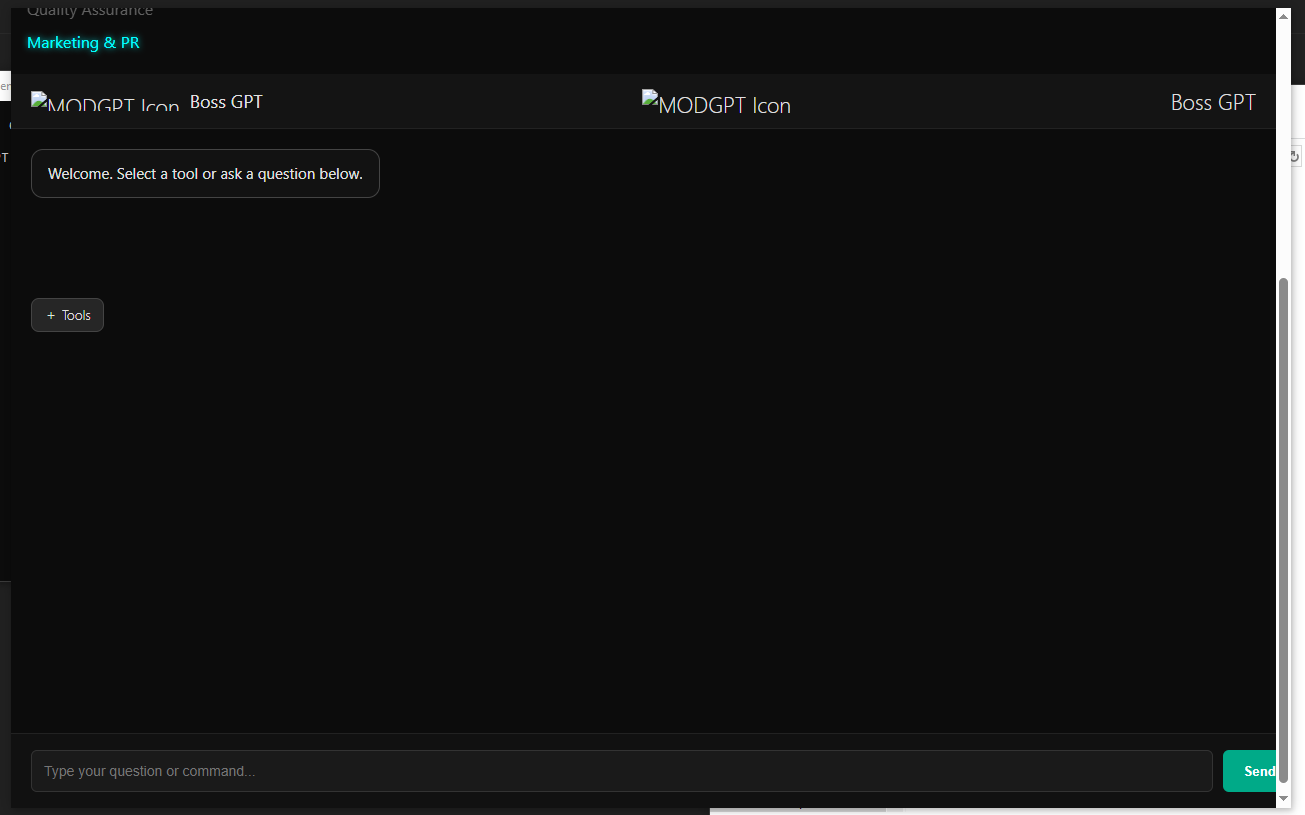 Quality Assurance
Marketing & PR
MODGPT Icon Boss GPT MODGPT Icon Boss GPT
Welcome. Select a tool or ask a question below.
+ Tools
Type your question or command...
Send